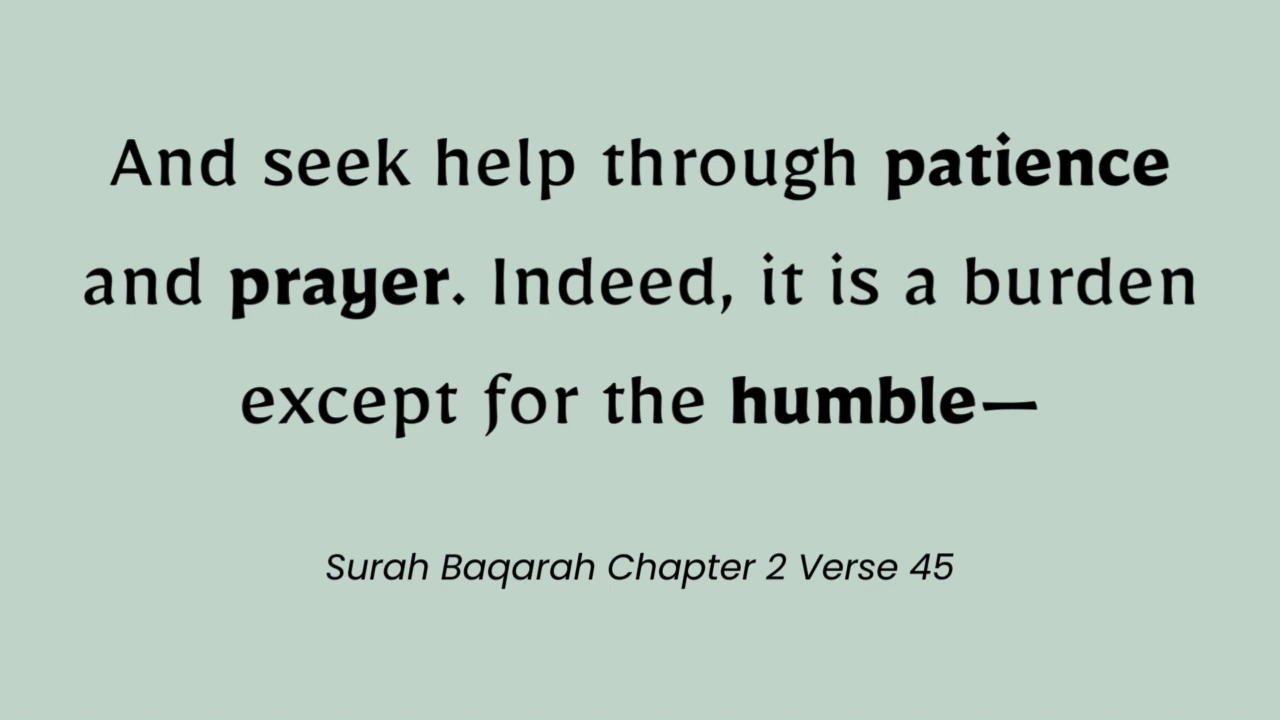 And seek help through patience
and prayer. Indeed, it is a burden
except for the humble—
Surah Baqarah Chapter 2 Verse 45